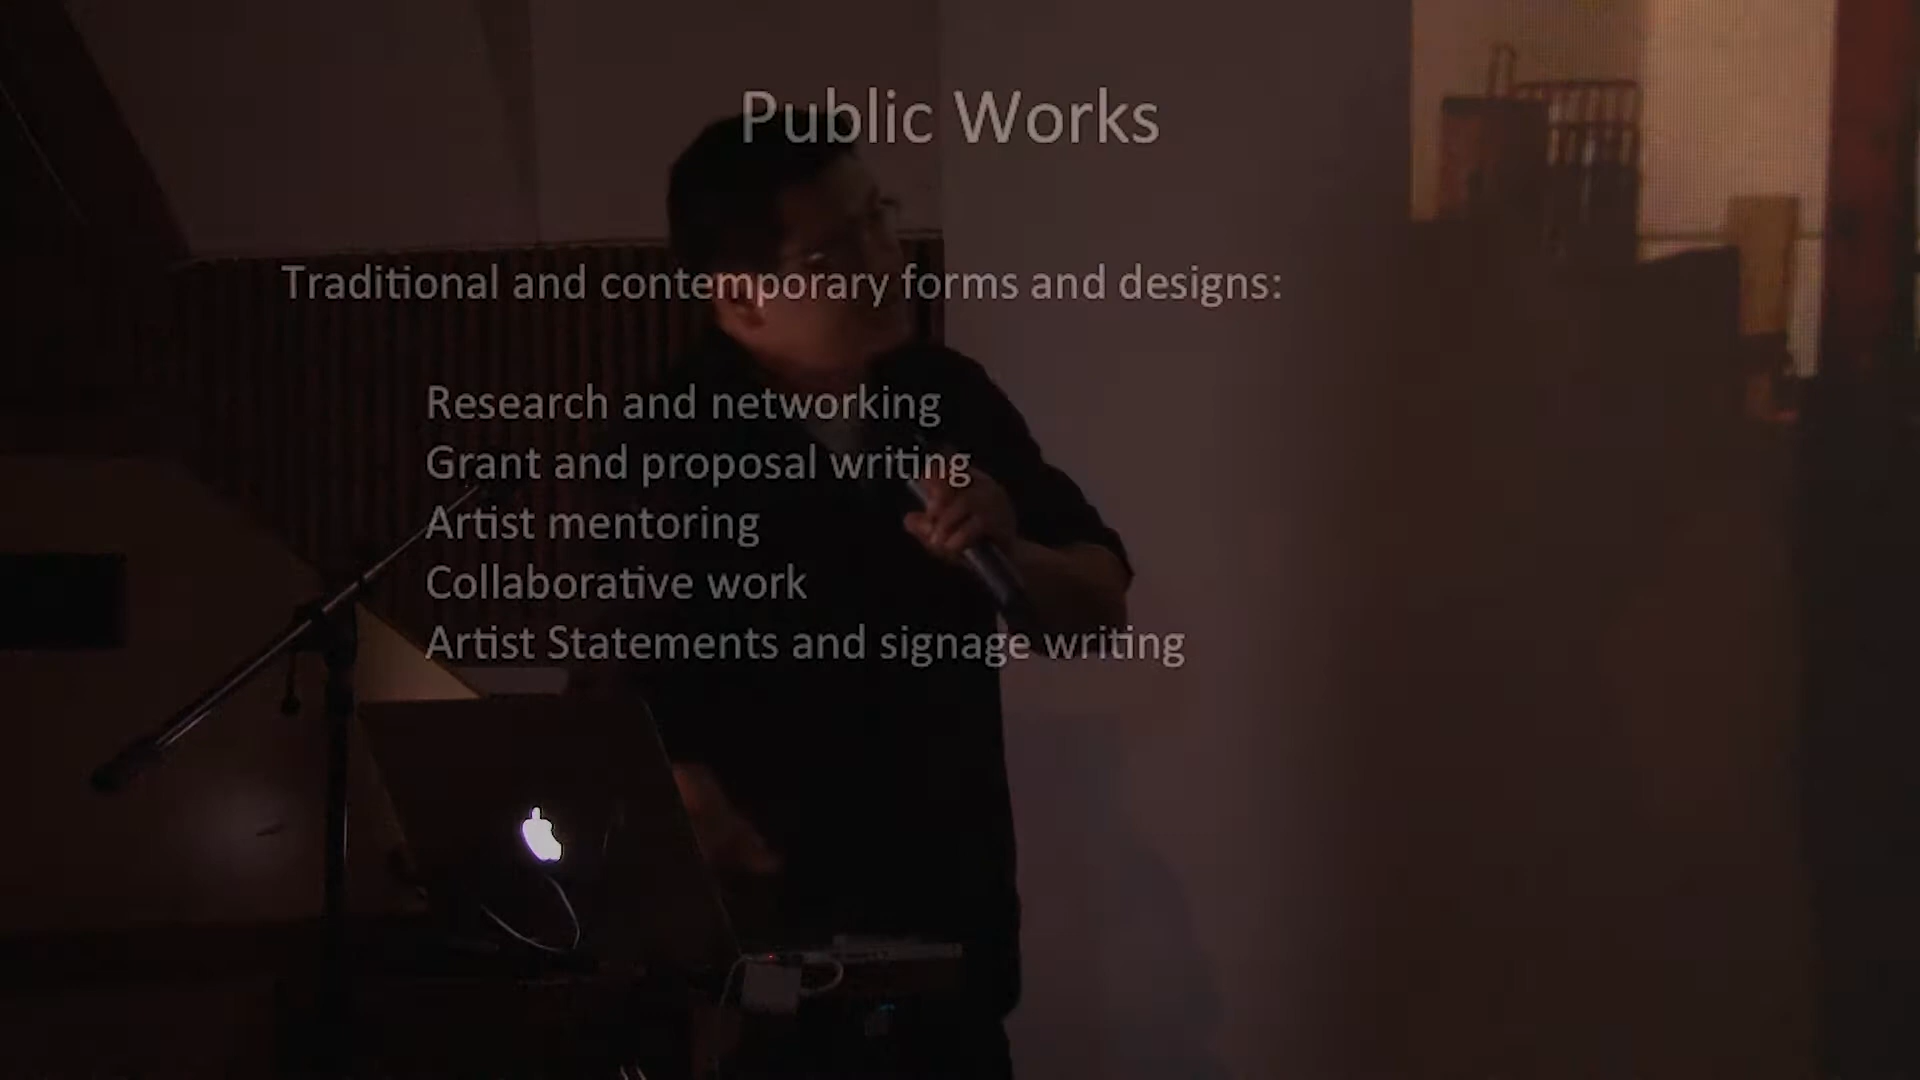 Public Works
Traditional and contemporary forms and designs:
Research and networking
Grant and proposal writing
Artist mentoring
Collaborative work
Artist Statements and signage writing